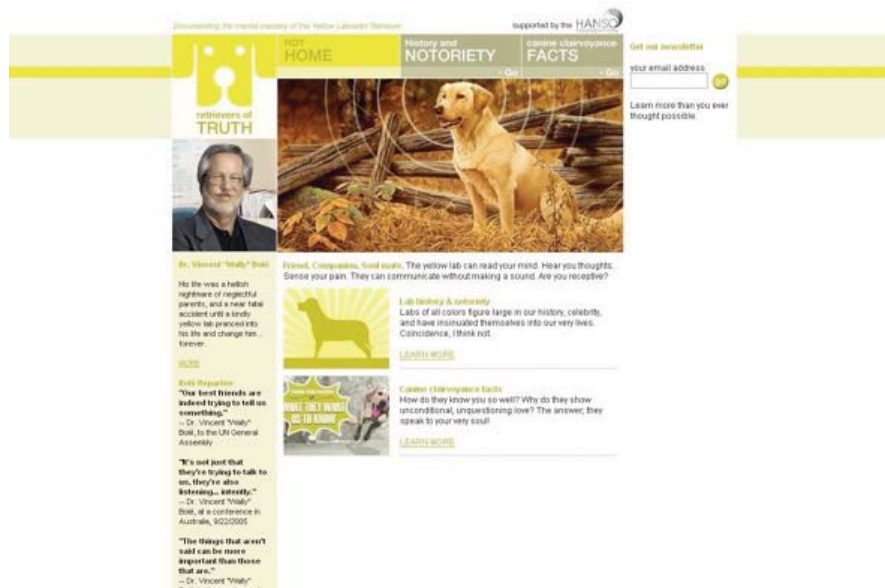 Documenting the mental mastery of the Yellow Labrador Retriever
supported by the HANSO
NOT
HOME
History and
NOTORIETY
Go
canine clairvoyance
FACTS
Go
Get our newsletter
your email address
GO
Learn more than you ever
thought possible.
retrievers of
TRUTH
Dr. Vincent "Wally" Bolé
His life was a hellish
nightmare of neglectful
parents, and a near fatal
accident until a kindly
yellow lab pranced into
his life and change him...
forever.
MORE
Bolé Repartee
"Our best friends are
indeed trying to tell us
something."
-- Dr. Vincent "Wally"
Bolé, to the UN General
Assembly
"It's not just that
they're trying to talk to
us, they're also
listening... intently."
-- Dr. Vincent "Wally"
Bolé, at a conference in
Australia, 9/22/2005
"The things that aren't
said can be more
important than those
that are."
-- Dr. Vincent "Wally"
Friend, Companion, Soul mate. The yellow lab can read your mind. Hear you thoughts.
Sense your pain. They can communicate without making a sound. Are you receptive?
Lab history & notoriety
Labs of all colors figure large in our history, celebrity,
and have insinuated themselves into our very lives.
Coincidence, I think not.
LEARN MORE
WHAT THEY WANT
US TO KNOW
Canine clairvoyance facts
How do they know you so well? Why do they show
unconditional, unquestioning love? The answer; they
speak to your very soul!
LEARN MORE